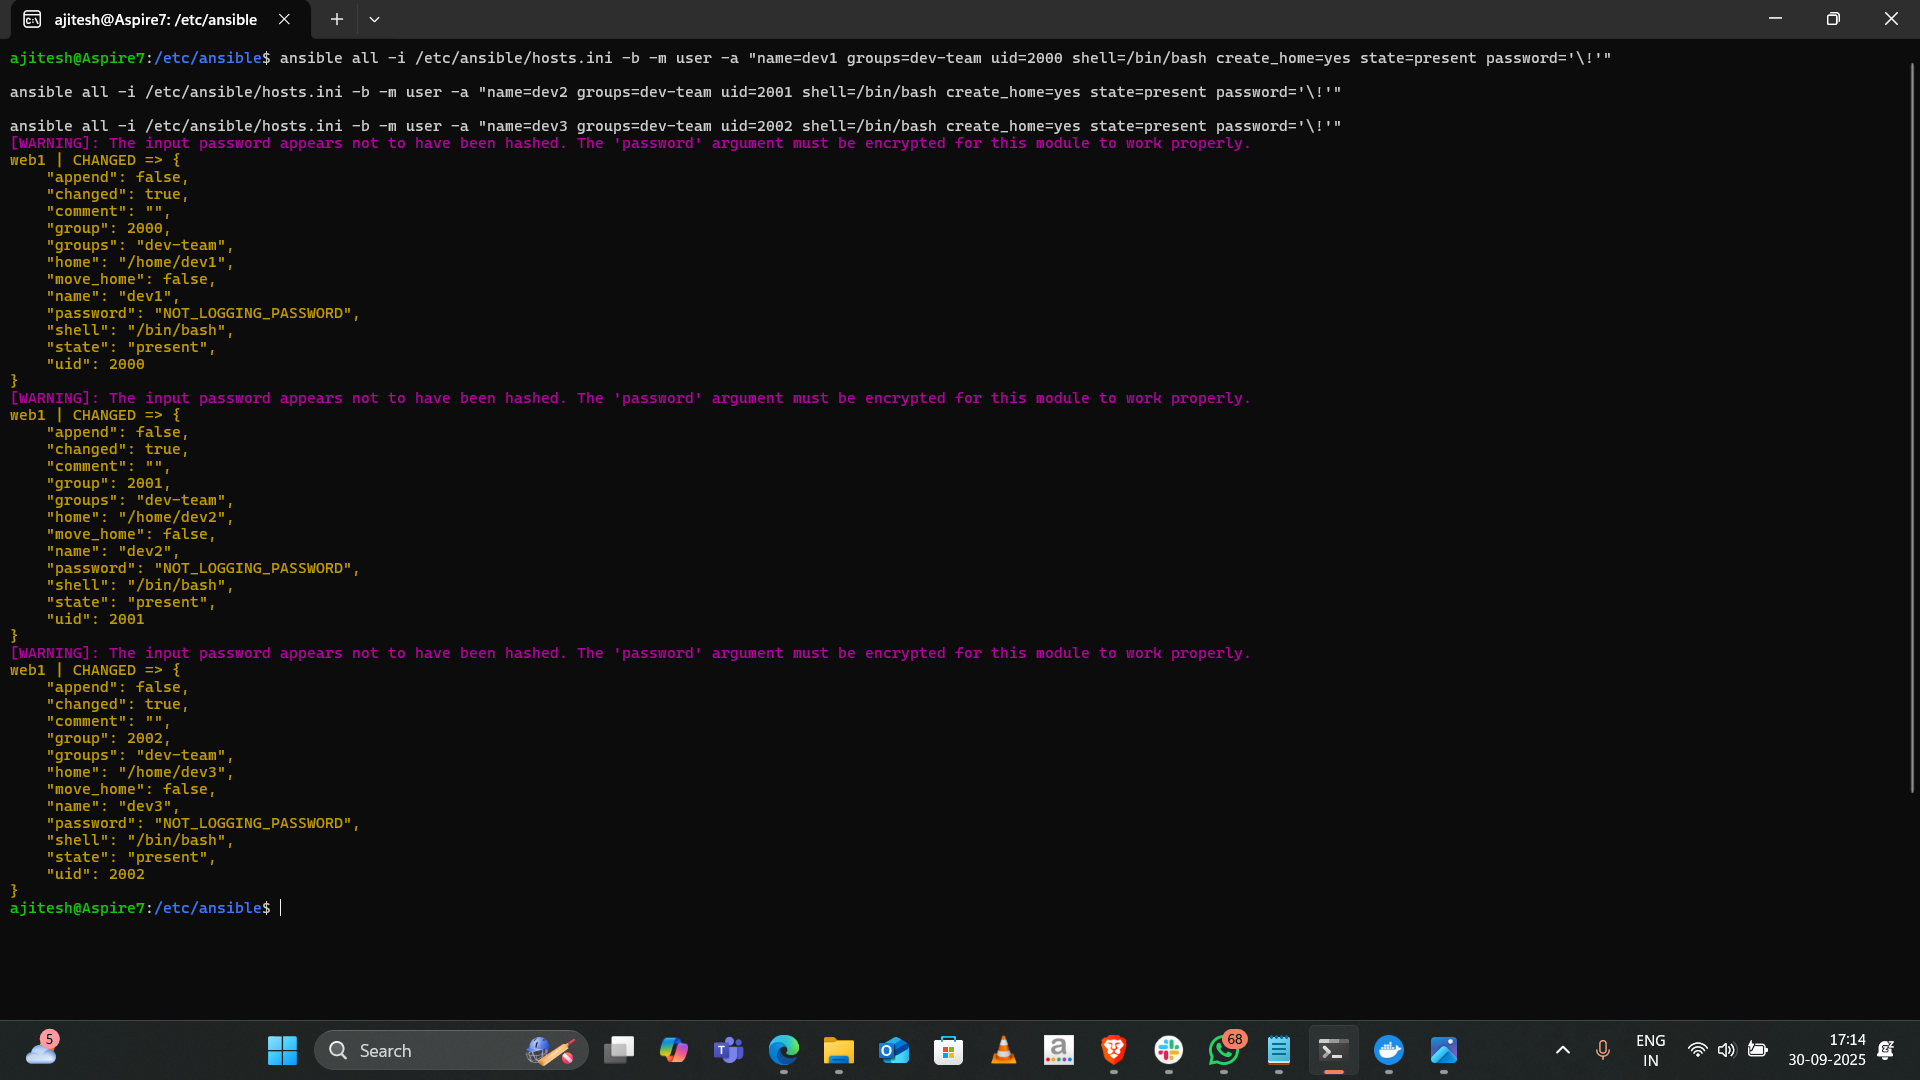 ajitesh@Aspire7: /etc/ansible
ajitesh@Aspire7:/etc/ansible$ ansible all -i /etc/ansible/hosts.ini -b -m user -a "name=dev1 groups=dev-team uid=2000 shell=/bin/bash create_home=yes state=present password='\!'"
ansible all -i /etc/ansible/hosts.ini -b -m user -a "name=dev2 groups=dev-team uid=2001 shell=/bin/bash create_home=yes state=present password='\!'"
ansible all -i /etc/ansible/hosts.ini -b -m user -a "name=dev3 groups=dev-team uid=2002 shell=/bin/bash create_home=yes state=present password='\!'"
[WARNING]: The input password appears not to have been hashed. The 'password' argument must be encrypted for this module to work properly.
web1 | CHANGED => {
    "append": false,
    "changed": true,
    "comment": "",
    "group": 2000,
    "groups": "dev-team",
    "home": "/home/dev1",
    "move_home": false,
    "name": "dev1",
    "password": "NOT_LOGGING_PASSWORD",
    "shell": "/bin/bash",
    "state": "present",
    "uid": 2000
}
[WARNING]: The input password appears not to have been hashed. The 'password' argument must be encrypted for this module to work properly.
web1 | CHANGED => {
    "append": false,
    "changed": true,
    "comment": "",
    "group": 2001,
    "groups": "dev-team",
    "home": "/home/dev2",
    "move_home": false,
    "name": "dev2",
    "password": "NOT_LOGGING_PASSWORD",
    "shell": "/bin/bash",
    "state": "present",
    "uid": 2001
}
[WARNING]: The input password appears not to have been hashed. The 'password' argument must be encrypted for this module to work properly.
web1 | CHANGED => {
    "append": false,
    "changed": true,
    "comment": "",
    "group": 2002,
    "groups": "dev-team",
    "home": "/home/dev3",
    "move_home": false,
    "name": "dev3",
    "password": "NOT_LOGGING_PASSWORD",
    "shell": "/bin/bash",
    "state": "present",
    "uid": 2002
}
ajitesh@Aspire7:/etc/ansible$
5
Search
68
ENG
IN
17:14
30-09-2025